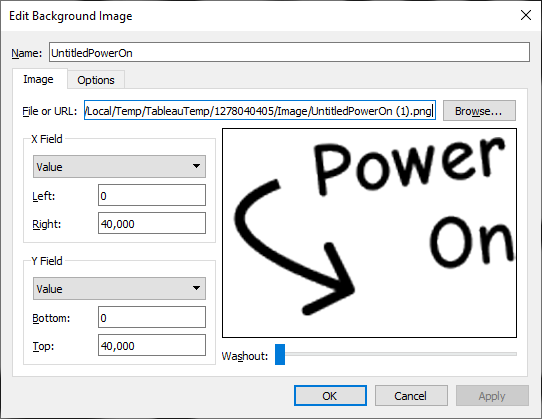 Edit Background Image
Name: UntitledPowerOn
Image Options
File or URL: /Local/Temp/TableauTemp/1278040405/Image/UntitledPowerOn (1).png Browse...
X Field
Value
Left: 0
Right: 40,000
Y Field
Value
Bottom: 0
Top: 40,000
Power
On
Washout:
OK Cancel Apply